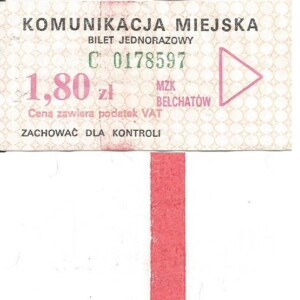 KOMUNIKACJA MIEJSKA
BILET JEDNORAZOWY
C 0178597
1,80 zł
MZK
BEŁCHATÓW
Cena zawiera podatek VAT
ZACHOWAĆ DLA KONTROLI